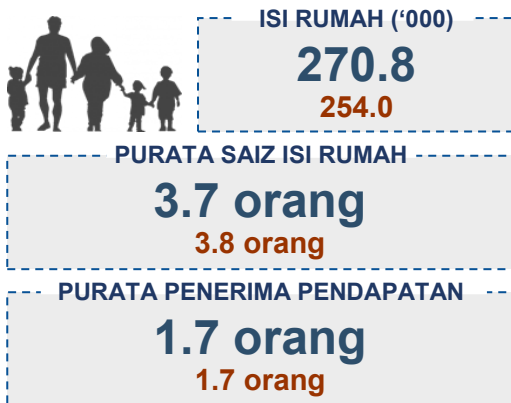 ISI RUMAH (‘000)
270.8
254.0
PURATA SAIZ ISI RUMAH
3.7 orang
3.8 orang
PURATA PENERIMA PENDAPATAN
1.7 orang
1.7 orang